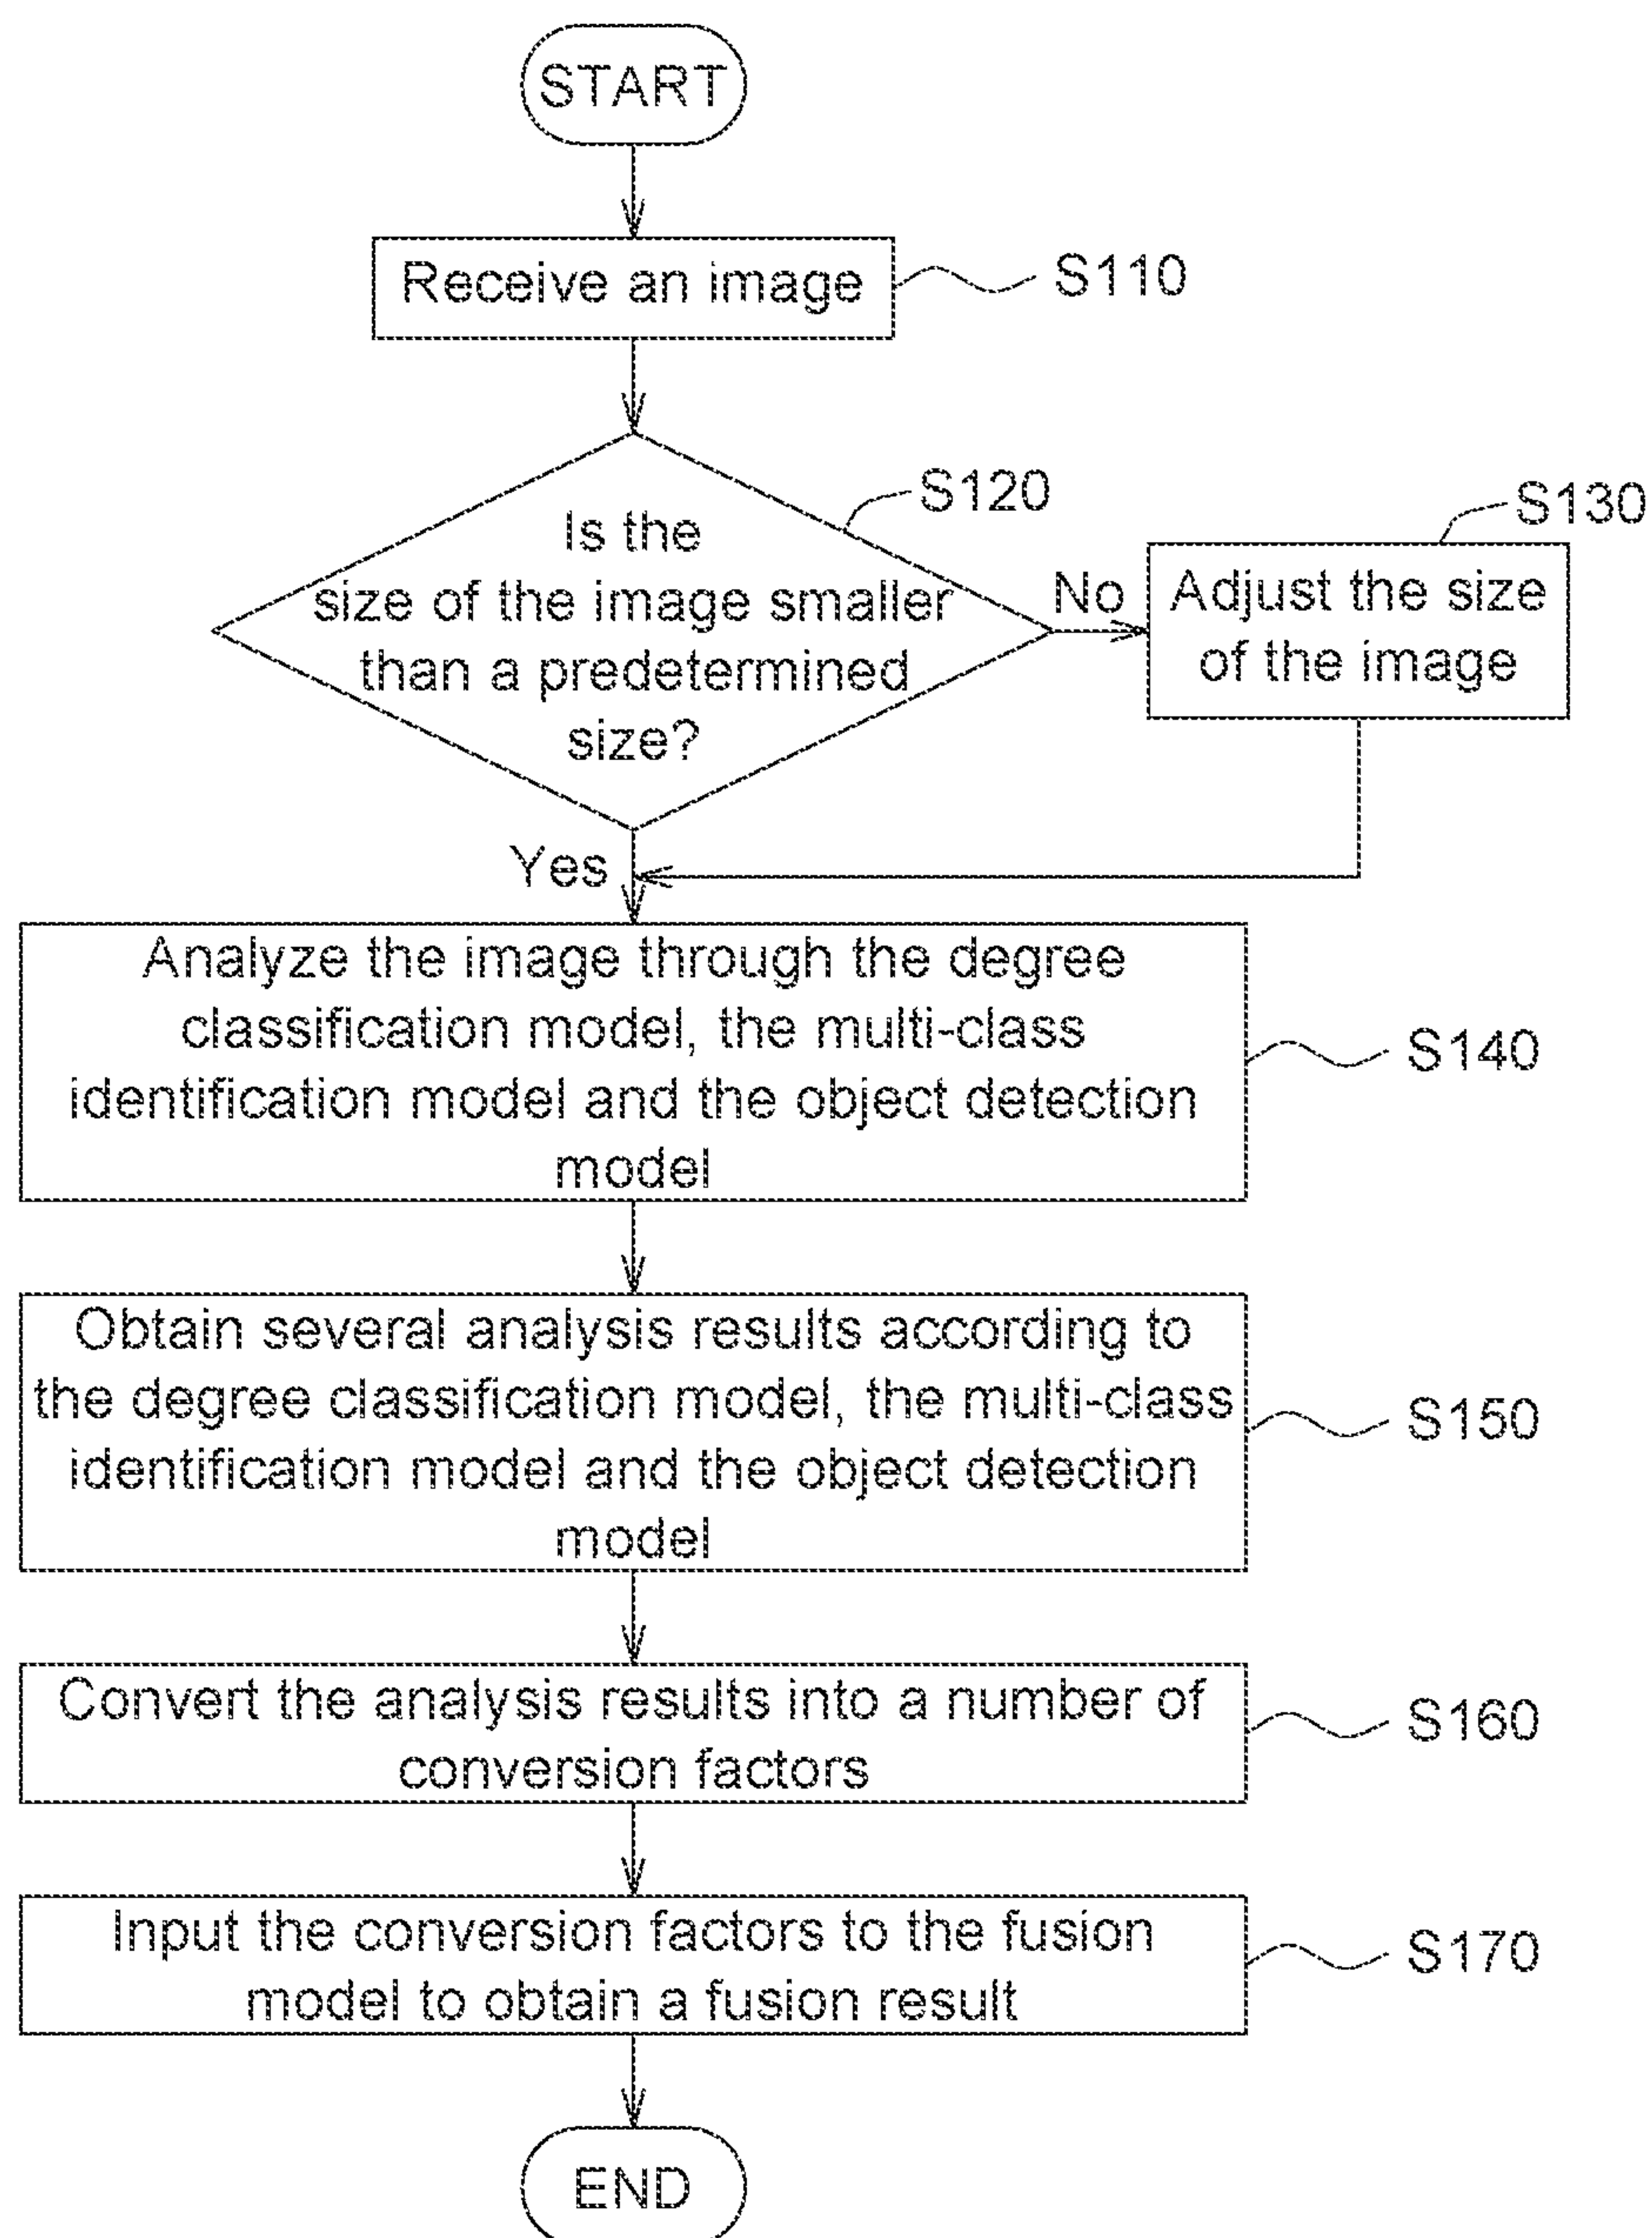 START
Receive an image
S110
S120
Is the
size of the image smaller
than a predetermined
size?
No
S130
Adjust the size
of the image
Yes
Analyze the image through the degree
classification model, the multi-class
identification model and the object detection
model
S140
Obtain several analysis results according to
the degree classification model, the multi-class
identification model and the object detection
model
S150
Convert the analysis results into a number of
conversion factors
S160
Input the conversion factors to the fusion
model to obtain a fusion result
S170
END